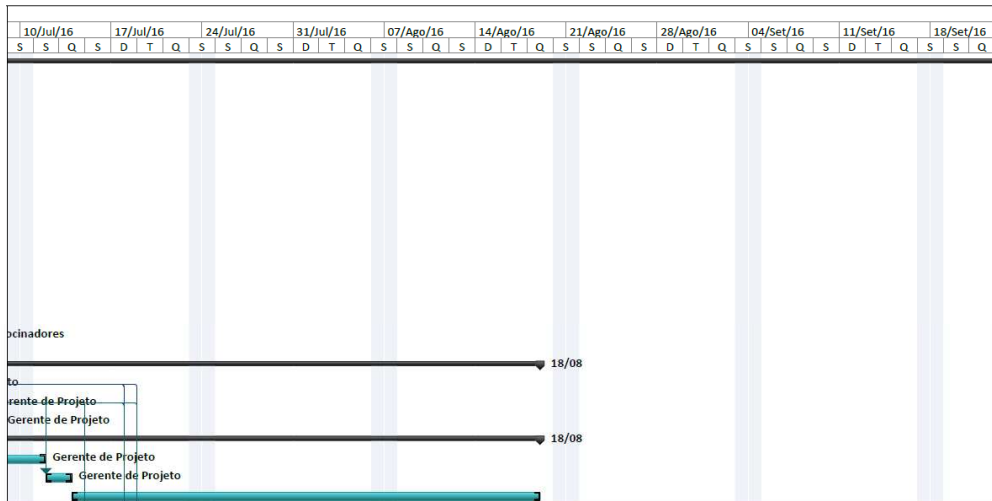 10/Jul/16 17/Jul/16 24/Jul/16 31/Jul/16 07/Ago/16 14/Ago/16 21/Ago/16 28/Ago/16 04/Set/16 11/Set/16 18/Set/16
S S Q S D T Q S S Q S D T Q S S Q S D T Q S S Q S D T Q S S Q S D T Q S S Q
ocinadores
18/08
to
rente de Projeto
Gerente de Projeto
18/08
Gerente de Projeto
Gerente de Projeto